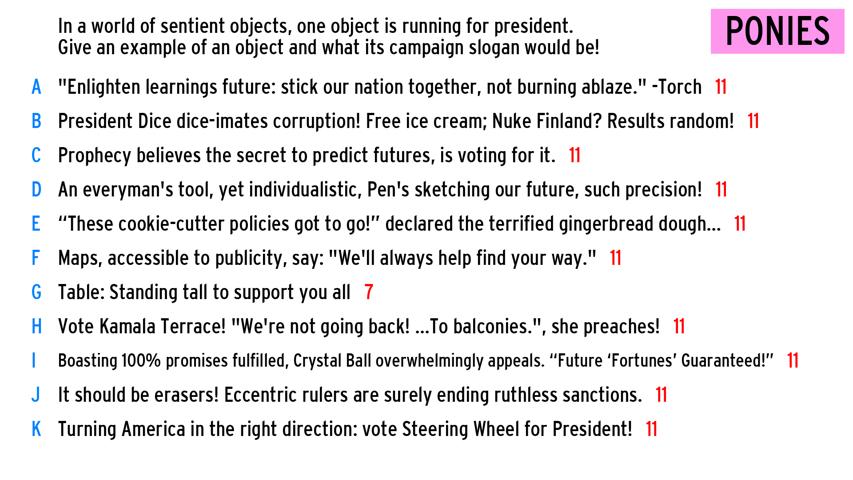 In a world of sentient objects, one object is running for president.
Give an example of an object and what its campaign slogan would be!
PONIES
A "Enlighten learnings future: stick our nation together, not burning ablaze." -Torch 11
B President Dice dice-imates corruption! Free ice cream; Nuke Finland? Results random! 11
C Prophecy believes the secret to predict futures, is voting for it. 11
D An everyman's tool, yet individualistic, Pen's sketching our future, such precision! 11
E “These cookie-cutter policies got to go!” declared the terrified gingerbread dough... 11
F Maps, accessible to publicity, say: "We'll always help find your way." 11
G Table: Standing tall to support you all 7
H Vote Kamala Terrace! "We're not going back! ...To balconies.", she preaches! 11
I Boasting 100% promises fulfilled, Crystal Ball overwhelmingly appeals. “Future ‘Fortunes’ Guaranteed!” 11
J It should be erasers! Eccentric rulers are surely ending ruthless sanctions. 11
K Turning America in the right direction: vote Steering Wheel for President! 11